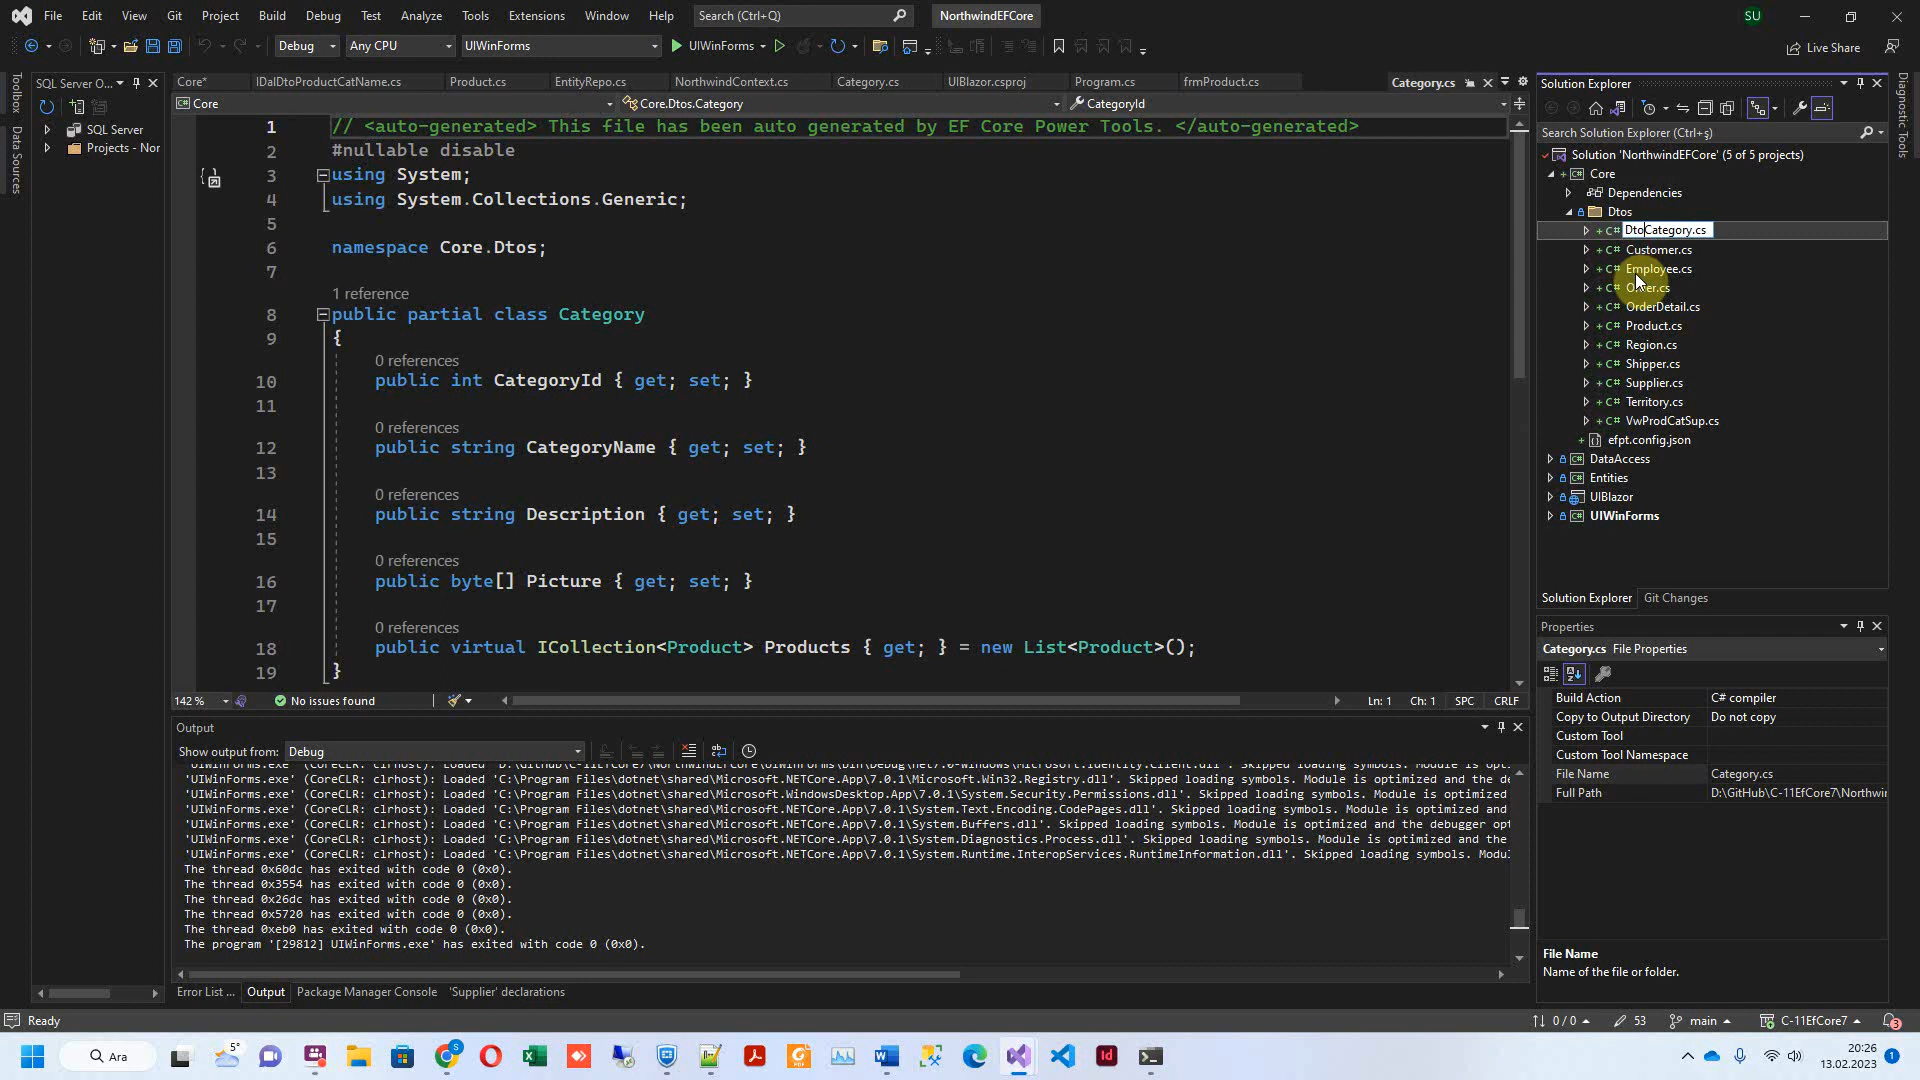 File Edit View Git Project Build Debug Test Analyze Tools Extensions Window Help Search (Ctrl+Q) NorthwindEFCore SU
Debug Any CPU UIWinForms UIWinForms Live Share
SQL Server O...
SQL Server
Projects - Nor
Toolbox
Data Sources
Core* IDalDtoProductCatName.cs Product.cs EntityRepo.cs NorthwindContext.cs Category.cs UIBlazor.csproj Program.cs frmProduct.cs Category.cs
Core Core.Dtos.Category CategoryId
1 // <auto-generated> This file has been auto generated by EF Core Power Tools. </auto-generated>
2 #nullable disable
3 using System;
4 using System.Collections.Generic;
5
6 namespace Core.Dtos;
7
1 reference
8 public partial class Category
9 {
0 references
10 public int CategoryId { get; set; }
11
0 references
12 public string CategoryName { get; set; }
13
0 references
14 public string Description { get; set; }
15
0 references
16 public byte[] Picture { get; set; }
17
0 references
18 public virtual ICollection<Product> Products { get; } = new List<Product>();
19 }
142 % No issues found Ln: 1 Ch: 1 SPC CRLF
Output
Show output from: Debug
'UIWinForms.exe' (CoreCLR: clrhost): Loaded 'C:\Program Files\dotnet\shared\Microsoft.NETCore.App\7.0.1\Microsoft.Win32.Registry.dll'. Skipped loading symbols. Module is optimized and the de
'UIWinForms.exe' (CoreCLR: clrhost): Loaded 'C:\Program Files\dotnet\shared\Microsoft.WindowsDesktop.App\7.0.1\System.Security.Permissions.dll'. Skipped loading symbols. Module is optimized
'UIWinForms.exe' (CoreCLR: clrhost): Loaded 'C:\Program Files\dotnet\shared\Microsoft.NETCore.App\7.0.1\System.Text.Encoding.CodePages.dll'. Skipped loading symbols. Module is optimized and
'UIWinForms.exe' (CoreCLR: clrhost): Loaded 'C:\Program Files\dotnet\shared\Microsoft.NETCore.App\7.0.1\System.Buffers.dll'. Skipped loading symbols. Module is optimized and the debugger opt
'UIWinForms.exe' (CoreCLR: clrhost): Loaded 'C:\Program Files\dotnet\shared\Microsoft.NETCore.App\7.0.1\System.Diagnostics.Process.dll'. Skipped loading symbols. Module is optimized and the
'UIWinForms.exe' (CoreCLR: clrhost): Loaded 'C:\Program Files\dotnet\shared\Microsoft.NETCore.App\7.0.1\System.Runtime.InteropServices.RuntimeInformation.dll'. Skipped loading symbols. Modul
The thread 0x60dc has exited with code 0 (0x0).
The thread 0x3554 has exited with code 0 (0x0).
The thread 0x26dc has exited with code 0 (0x0).
The thread 0x5720 has exited with code 0 (0x0).
The thread 0xeb0 has exited with code 0 (0x0).
The program '[29812] UIWinForms.exe' has exited with code 0 (0x0).
Error List ... Output Package Manager Console 'Supplier' declarations
Solution Explorer
Search Solution Explorer (Ctrl+ş)
Solution 'NorthwindEFCore' (5 of 5 projects)
Core
Dependencies
Dtos
DtoCategory.cs
Customer.cs
Employee.cs
Order.cs
OrderDetail.cs
Product.cs
Region.cs
Shipper.cs
Supplier.cs
Territory.cs
VwProdCatSup.cs
efpt.config.json
DataAccess
Entities
UIBlazor
UIWinForms
Solution Explorer Git Changes
Properties
Category.cs File Properties
Build Action C# compiler
Copy to Output Directory Do not copy
Custom Tool
Custom Tool Namespace
File Name Category.cs
Full Path D:\GitHub\C-11EfCore7\Northwin
File Name
Name of the file or folder.
Diagnostic Tools
Ready 0 / 0 53 main C-11EfCore7 3
5° Ara 20:26
13.02.2023 1